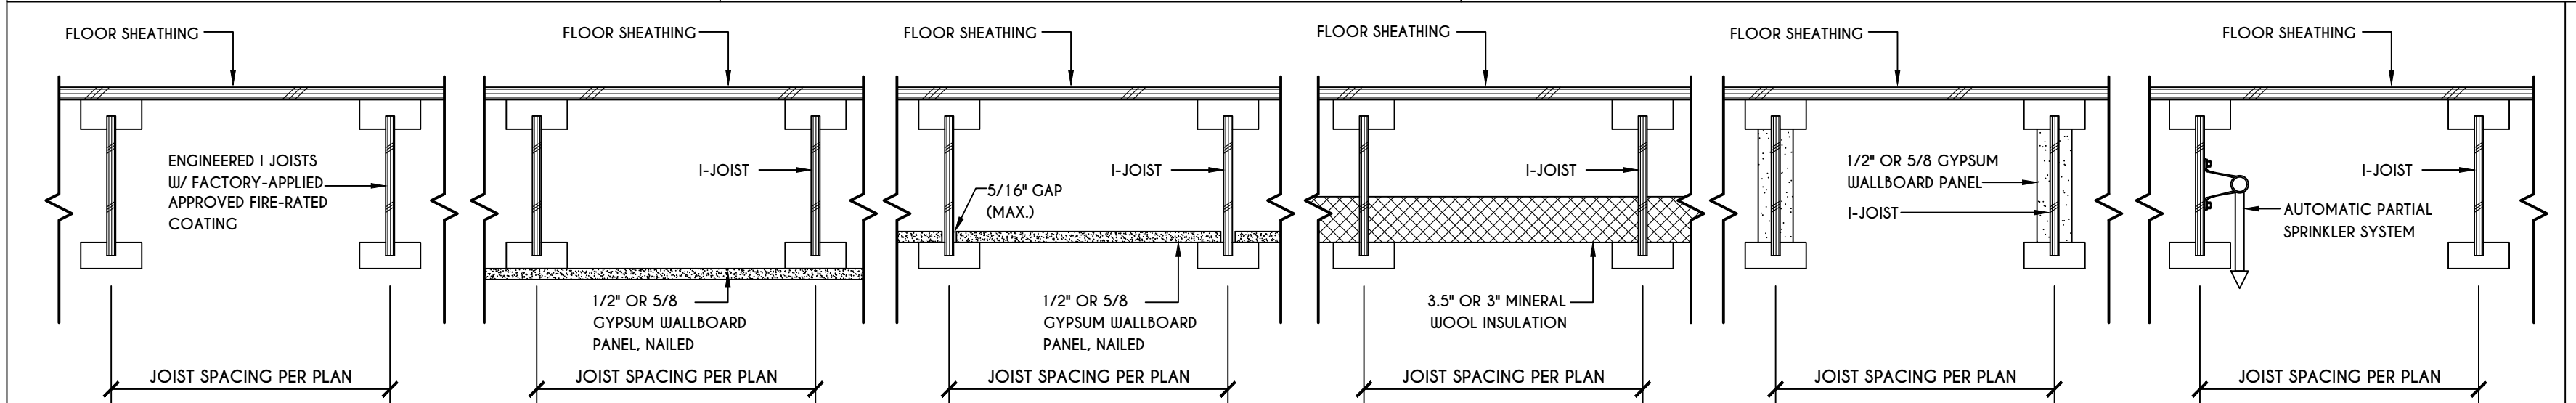 FLOOR SHEATHING
ENGINEERED I JOISTS
W/ FACTORY-APPLIED
APPROVED FIRE-RATED
COATING
JOIST SPACING PER PLAN
FLOOR SHEATHING
I-JOIST
1/2" OR 5/8
GYPSUM WALLBOARD
PANEL, NAILED
JOIST SPACING PER PLAN
FLOOR SHEATHING
I-JOIST
5/16" GAP
(MAX.)
1/2" OR 5/8
GYPSUM WALLBOARD
PANEL, NAILED
JOIST SPACING PER PLAN
FLOOR SHEATHING
I-JOIST
3.5" OR 3" MINERAL
WOOL INSULATION
JOIST SPACING PER PLAN
FLOOR SHEATHING
1/2" OR 5/8 GYPSUM
WALLBOARD PANEL
I-JOIST
JOIST SPACING PER PLAN
FLOOR SHEATHING
I-JOIST
AUTOMATIC PARTIAL
SPRINKLER SYSTEM
JOIST SPACING PER PLAN